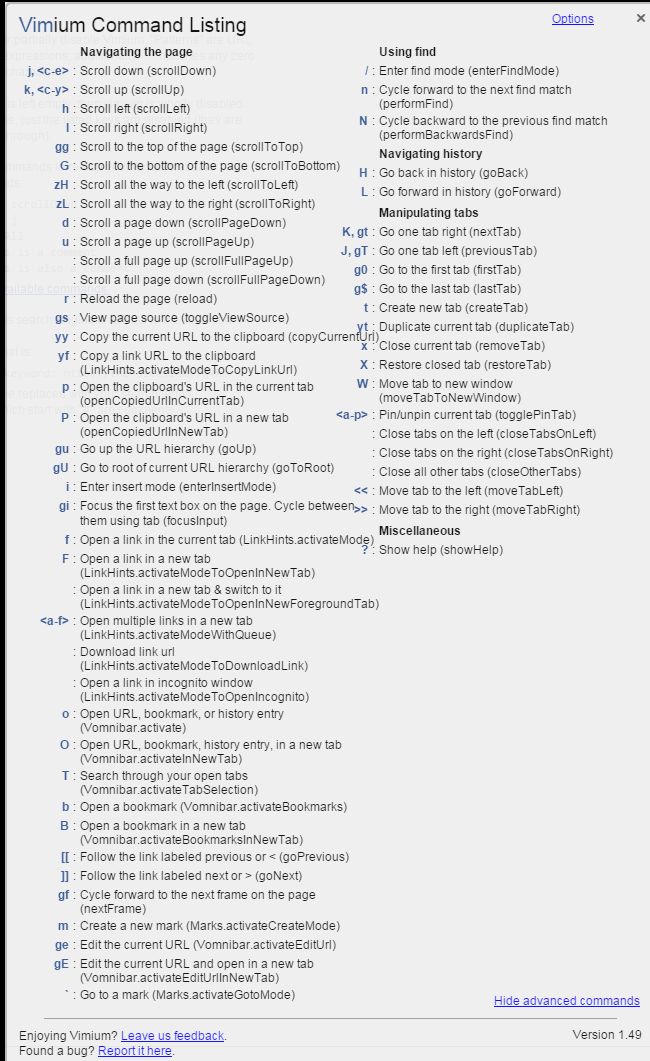 Vimium Command Listing
Options
×
Navigating the page
j, <c-e> : Scroll down (scrollDown)
k, <c-y> : Scroll up (scrollUp)
h : Scroll left (scrollLeft)
l : Scroll right (scrollRight)
gg : Scroll to the top of the page (scrollToTop)
G : Scroll to the bottom of the page (scrollToBottom)
zH : Scroll all the way to the left (scrollToLeft)
zL : Scroll all the way to the right (scrollToRight)
d : Scroll a page down (scrollPageDown)
u : Scroll a page up (scrollPageUp)
: Scroll a full page up (scrollFullPageUp)
: Scroll a full page down (scrollFullPageDown)
r : Reload the page (reload)
gs : View page source (toggleViewSource)
yy : Copy the current URL to the clipboard (copyCurrentUrl)
yf : Copy a link URL to the clipboard
(LinkHints.activateModeToCopyLinkUrl)
p : Open the clipboard's URL in the current tab
(openCopiedUrlInCurrentTab)
P : Open the clipboard's URL in a new tab
(openCopiedUrlInNewTab)
gu : Go up the URL hierarchy (goUp)
gU : Go to root of current URL hierarchy (goToRoot)
i : Enter insert mode (enterInsertMode)
gi : Focus the first text box on the page. Cycle between
them using tab (focusInput)
f : Open a link in the current tab (LinkHints.activateMode)
F : Open a link in a new tab
(LinkHints.activateModeToOpenInNewTab)
: Open a link in a new tab & switch to it
(LinkHints.activateModeToOpenInNewForegroundTab)
<a-f> : Open multiple links in a new tab
(LinkHints.activateModeWithQueue)
: Download link url
(LinkHints.activateModeToDownloadLink)
: Open a link in incognito window
(LinkHints.activateModeToOpenIncognito)
o : Open URL, bookmark, or history entry
(Vomnibar.activate)
O : Open URL, bookmark, history entry, in a new tab
(Vomnibar.activateInNewTab)
T : Search through your open tabs
(Vomnibar.activateTabSelection)
b : Open a bookmark (Vomnibar.activateBookmarks)
B : Open a bookmark in a new tab
(Vomnibar.activateBookmarksInNewTab)
[[ : Follow the link labeled previous or < (goPrevious)
]] : Follow the link labeled next or > (goNext)
gf : Cycle forward to the next frame on the page
(nextFrame)
m : Create a new mark (Marks.activateCreateMode)
ge : Edit the current URL (Vomnibar.activateEditUrl)
gE : Edit the current URL and open in a new tab
(Vomnibar.activateEditUrlInNewTab)
` : Go to a mark (Marks.activateGotoMode)
Using find
/ : Enter find mode (enterFindMode)
n : Cycle forward to the next find match
(performFind)
N : Cycle backward to the previous find match
(performBackwardsFind)
Navigating history
H : Go back in history (goBack)
L : Go forward in history (goForward)
Manipulating tabs
K, gt : Go one tab right (nextTab)
J, gT : Go one tab left (previousTab)
g0 : Go to the first tab (firstTab)
g$ : Go to the last tab (lastTab)
t : Create new tab (createTab)
yt : Duplicate current tab (duplicateTab)
x : Close current tab (removeTab)
X : Restore closed tab (restoreTab)
W : Move tab to new window
(moveTabToNewWindow)
<a-p> : Pin/unpin current tab (togglePinTab)
: Close tabs on the left (closeTabsOnLeft)
: Close tabs on the right (closeTabsOnRight)
: Close all other tabs (closeOtherTabs)
<< : Move tab to the left (moveTabLeft)
>> : Move tab to the right (moveTabRight)
Miscellaneous
? : Show help (showHelp)
Hide advanced commands
Enjoying Vimium? Leave us feedback.
Found a bug? Report it here.
Version 1.49